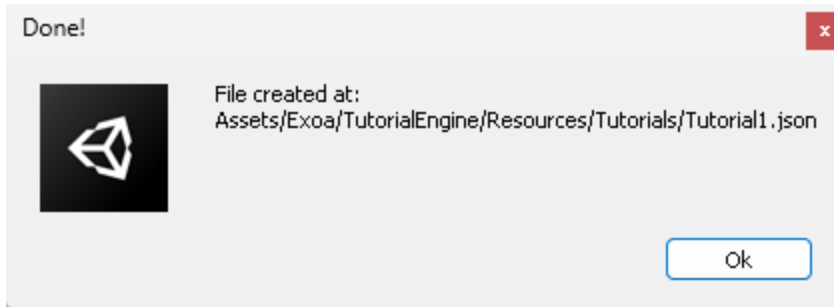 Done!
x
File created at:
Assets/Exoa/TutorialEngine/Resources/Tutorials/Tutorial1.json
Ok